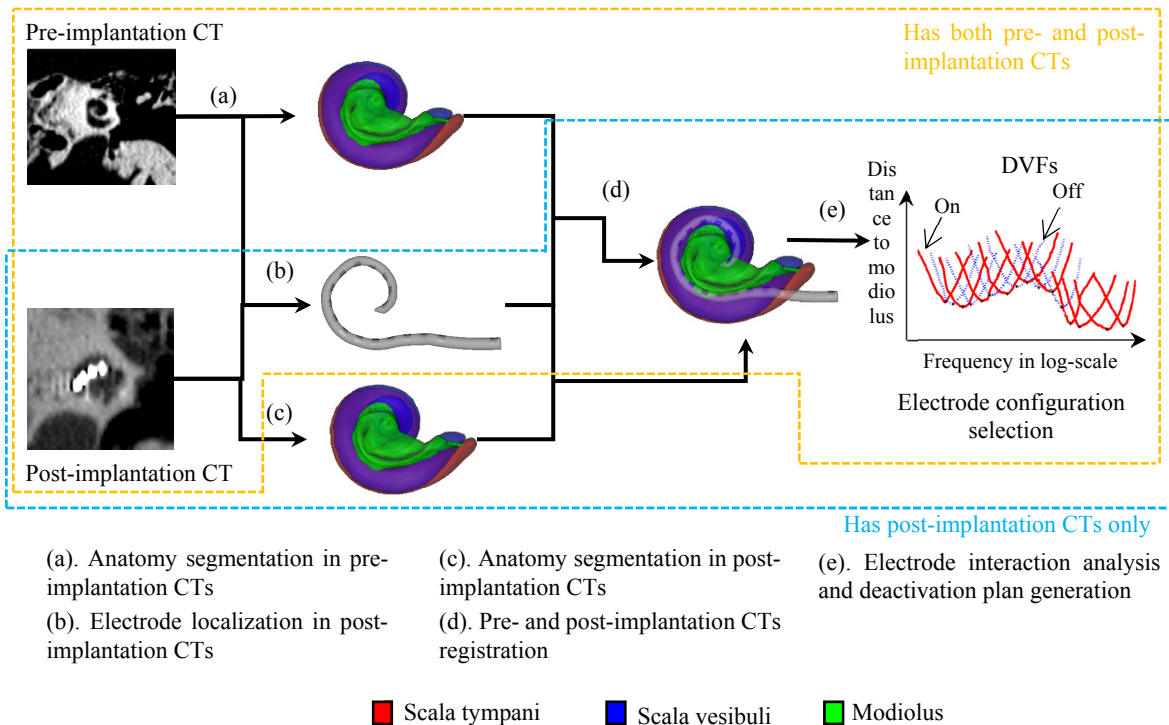 Pre-implantation CT
Has both pre- and post-
implantation CTs
(a)
(d)
(e)
Dis
tan
ce
to
mo
dio
lus
DVFs
On
Off
(b)
Frequency in log-scale
(c)
Electrode configuration
selection
Post-implantation CT
Has post-implantation CTs only
(a). Anatomy segmentation in pre-
implantation CTs
(b). Electrode localization in post-
implantation CTs
(c). Anatomy segmentation in post-
implantation CTs
(d). Pre- and post-implantation CTs
registration
(e). Electrode interaction analysis
and deactivation plan generation
Scala tympani
Scala vesibuli
Modiolus